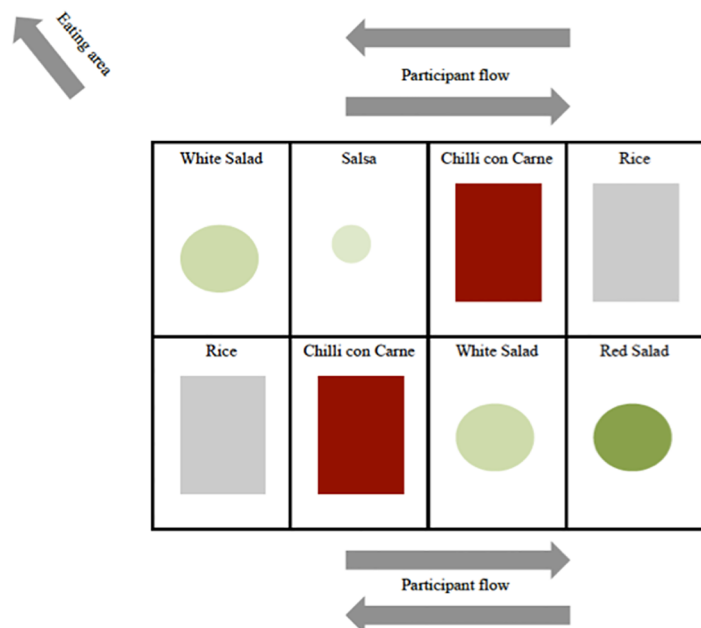 Eating area
Participant flow
White Salad
Salsa
Chilli con Carne
Rice
Rice
Chilli con Carne
White Salad
Red Salad
Participant flow